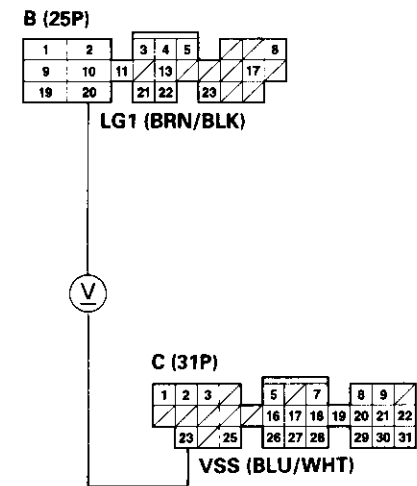 B (25P)
1 2 3 4 5 8
9 10 11 13 17
19 20 21 22 23
LG1 (BRN/BLK)
V
C (31P)
1 2 3 5 7 8 9
16 17 18 19 20 21 22
23 25 26 27 28 29 30 31
VSS (BLU/WHT)